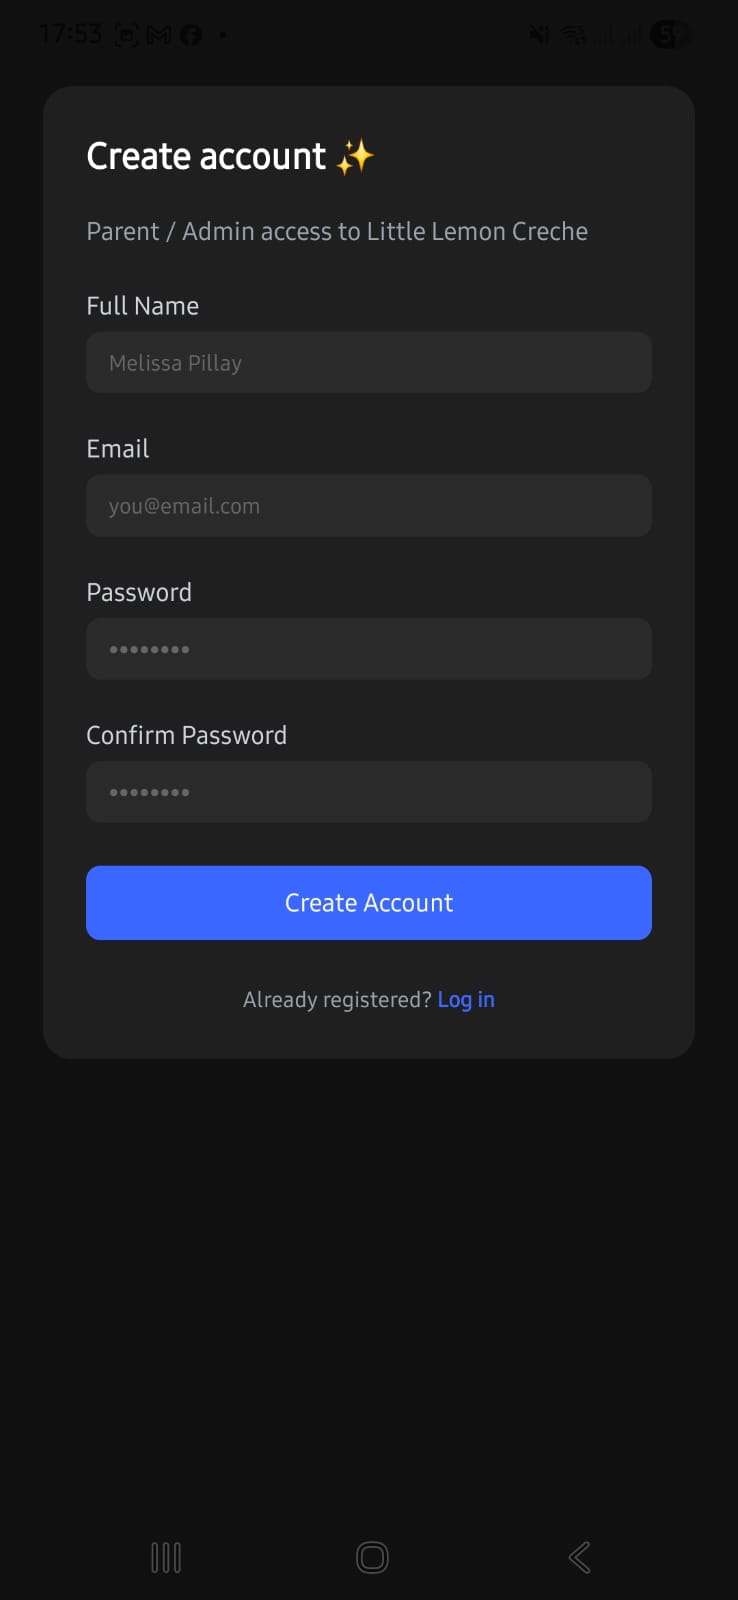 17:53
Create account ✨
Parent / Admin access to Little Lemon Creche
Full Name
Melissa Pillay
Email
you@email.com
Password
••••••••
Confirm Password
••••••••
Create Account
Already registered? Log in